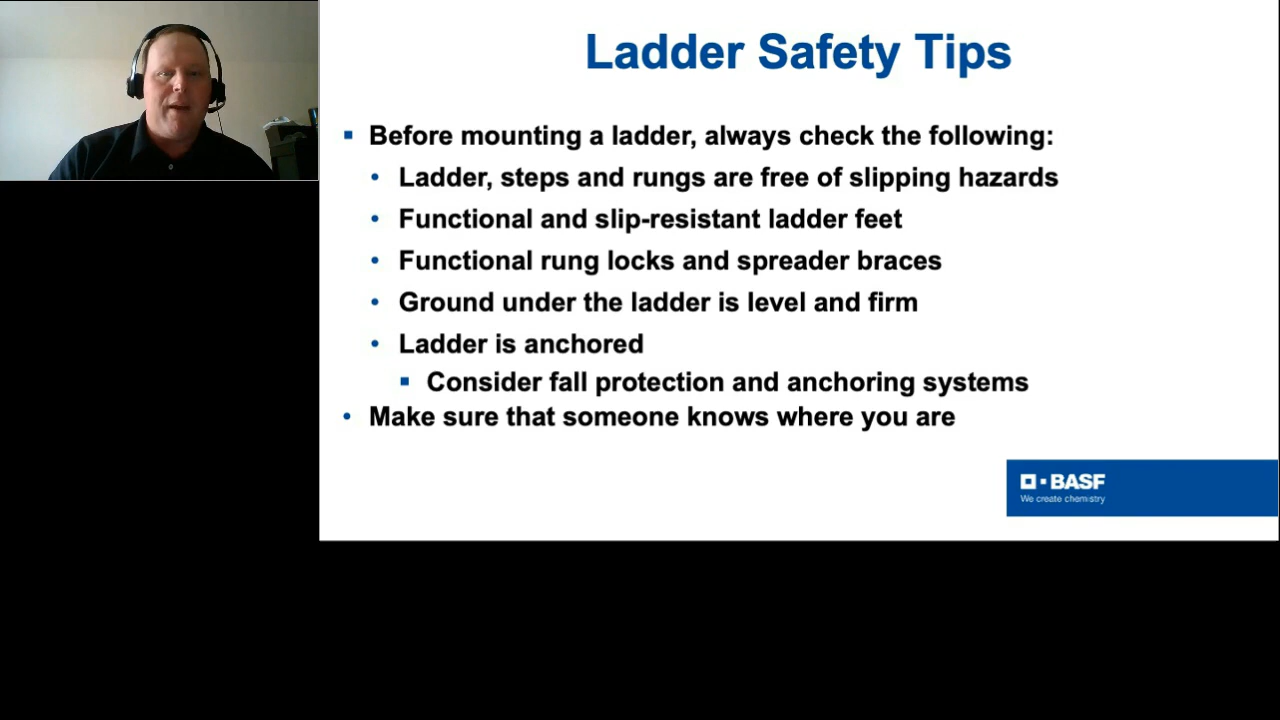 Ladder Safety Tips
Before mounting a ladder, always check the following:
Ladder, steps and rungs are free of slipping hazards
Functional and slip-resistant ladder feet
Functional rung locks and spreader braces
Ground under the ladder is level and firm
Ladder is anchored
Consider fall protection and anchoring systems
Make sure that someone knows where you are
BASF
We create chemistry